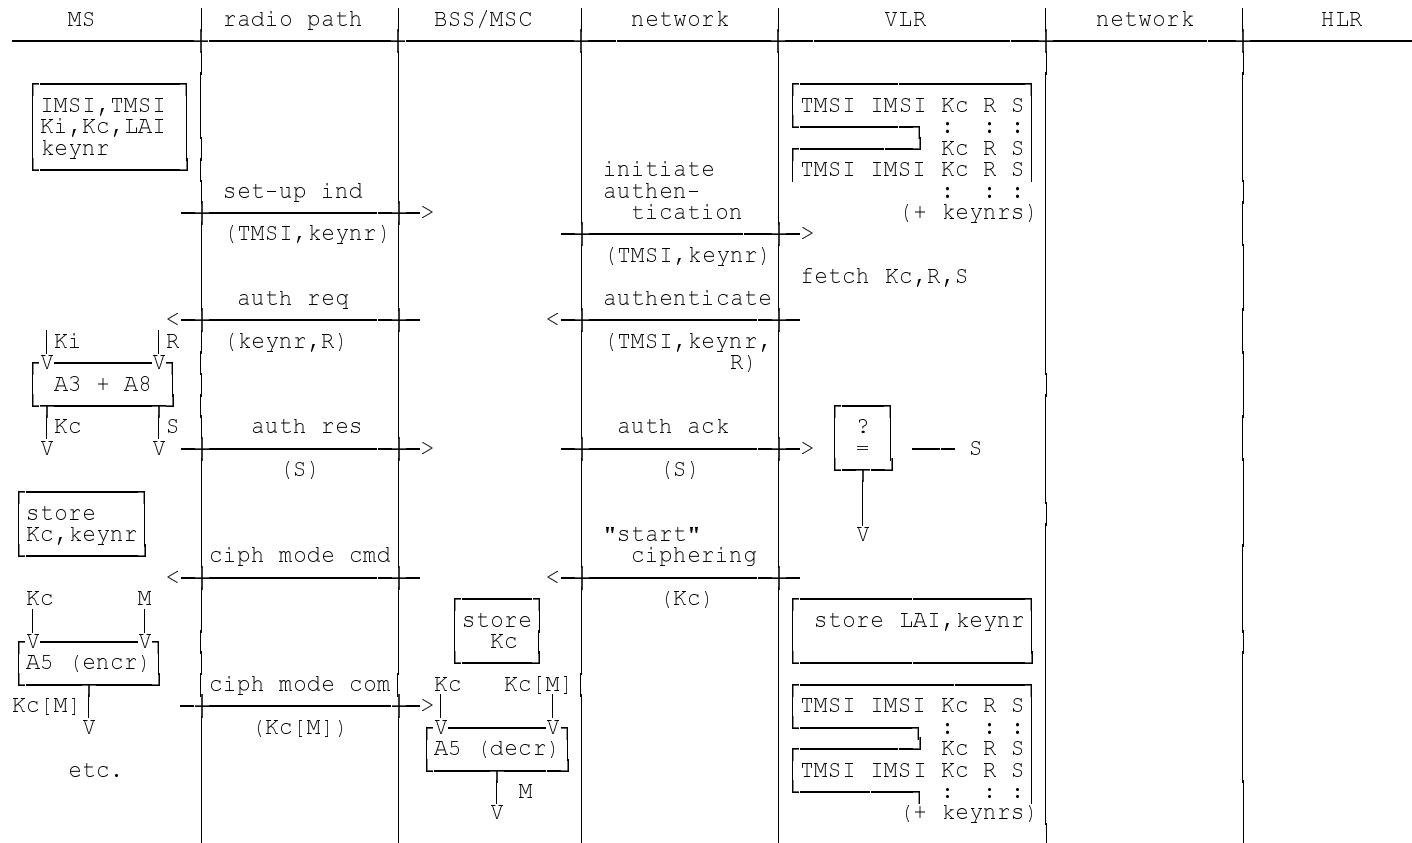 MS radio path BSS/MSC network VLR network HLR
IMSI,TMSI
Ki,Kc,LAI
keynr
TMSI IMSI Kc R S
: : :
Kc R S
TMSI IMSI Kc R S
: : :
(+ keynrs)
set-up ind
(TMSI,keynr)
initiate
authen-
tication
(TMSI,keynr)
fetch Kc,R,S
auth req
(keynr,R)
authenticate
(TMSI,keynr,
R)
Ki R
A3 + A8
Kc S
auth res
(S)
auth ack
(S)
?
=
S
store
Kc,keynr
"start"
ciphering
(Kc)
ciph mode cmd
Kc M
A5 (encr)
Kc[M]
store
Kc
store LAI,keynr
ciph mode com
(Kc[M])
Kc Kc[M]
A5 (decr)
M
TMSI IMSI Kc R S
: : :
Kc R S
TMSI IMSI Kc R S
: : :
(+ keynrs)
etc.